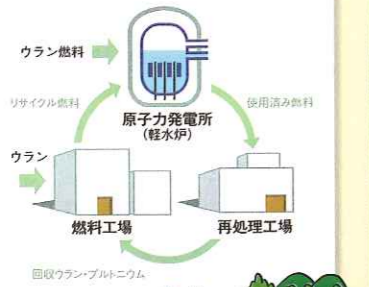 ウラン燃料
リサイクル燃料
使用済み燃料
原子力発電所
(軽水炉)
ウラン
燃料工場
再処理工場
回収ウラン・プルトニウム